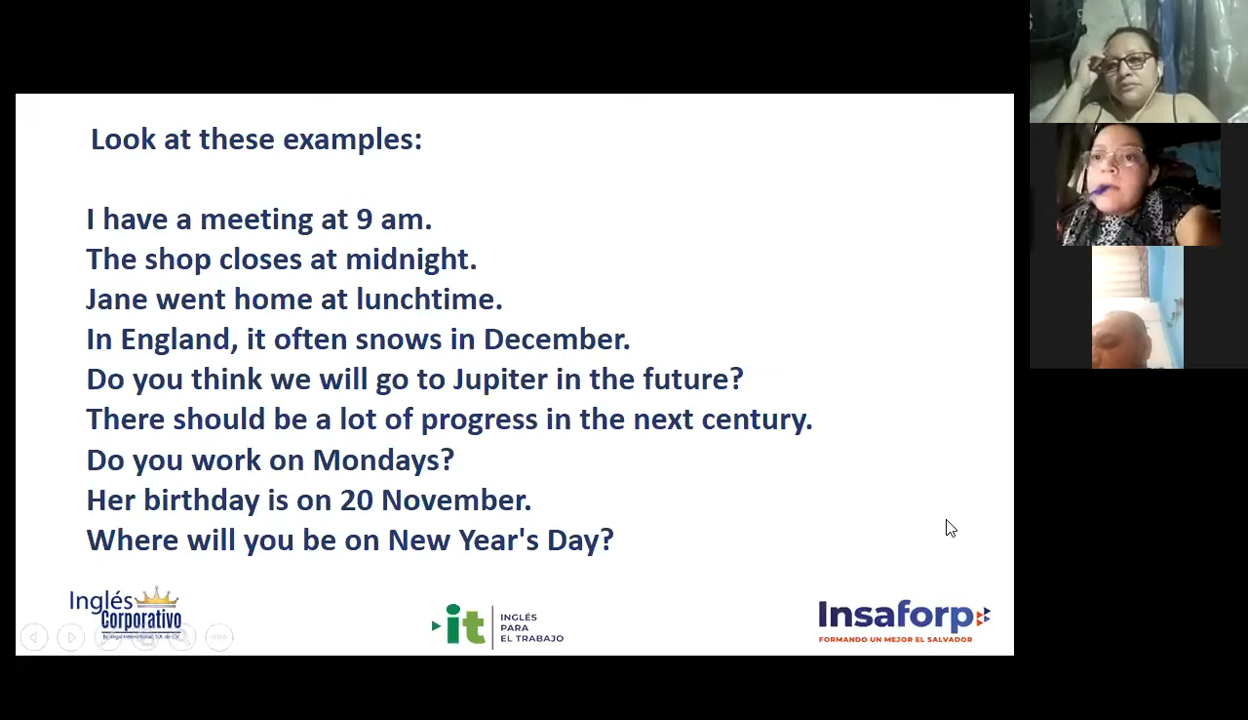 Look at these examples:
I have a meeting at 9 am.
The shop closes at midnight.
Jane went home at lunchtime.
In England, it often snows in December.
Do you think we will go to Jupiter in the future?
There should be a lot of progress in the next century.
Do you work on Mondays?
Her birthday is on 20 November.
Where will you be on New Year's Day?
Inglés
Corporativo
it
INGLÉS
PARA
EL TRABAJO
Insaforp
FORMANDO UN MEJOR EL SALVADOR